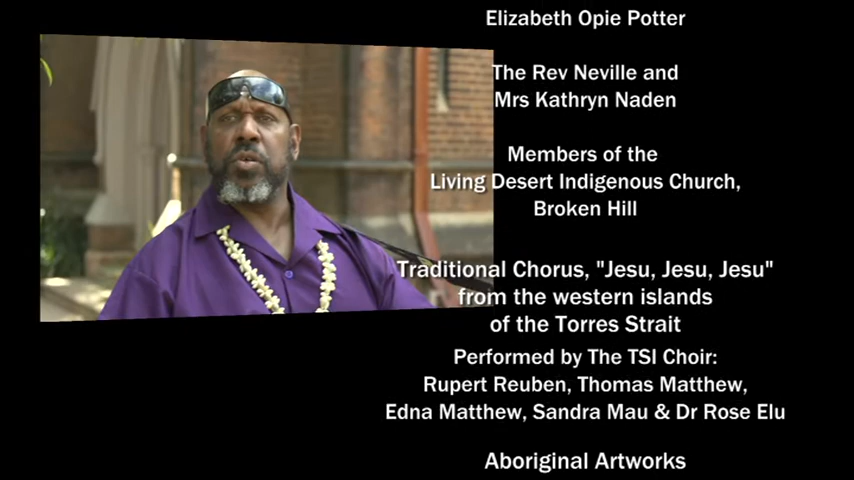 Elizabeth Opie Potter
The Rev Neville and
Mrs Kathryn Naden
Members of the
Living Desert Indigenous Church,
Broken Hill
Traditional Chorus, "Jesu, Jesu, Jesu"
from the western islands
of the Torres Strait
Performed by The TSI Choir:
Rupert Reuben, Thomas Matthew,
Edna Matthew, Sandra Mau & Dr Rose Elu
Aboriginal Artworks